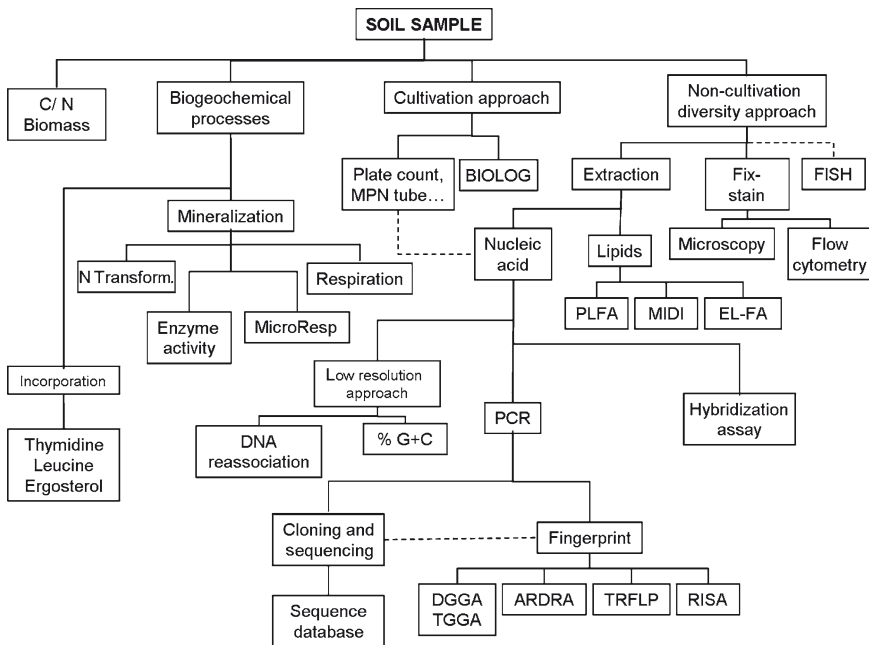 SOIL SAMPLE
C/ N
Biomass
Biogeochemical
processes
Cultivation approach
Non-cultivation
diversity approach
Plate count,
MPN tube...
BIOLOG
Extraction
Fix-
stain
FISH
Mineralization
Nucleic
acid
Lipids
Microscopy
Flow
cytometry
N Transform.
Respiration
Enzyme
activity
MicroResp
PLFA
MIDI
EL-FA
Incorporation
Low resolution
approach
PCR
Hybridization
assay
Thymidine
Leucine
Ergosterol
DNA
reassociation
% G+C
Cloning and
sequencing
Fingerprint
Sequence
database
DGGA
TGGA
ARDRA
TRFLP
RISA